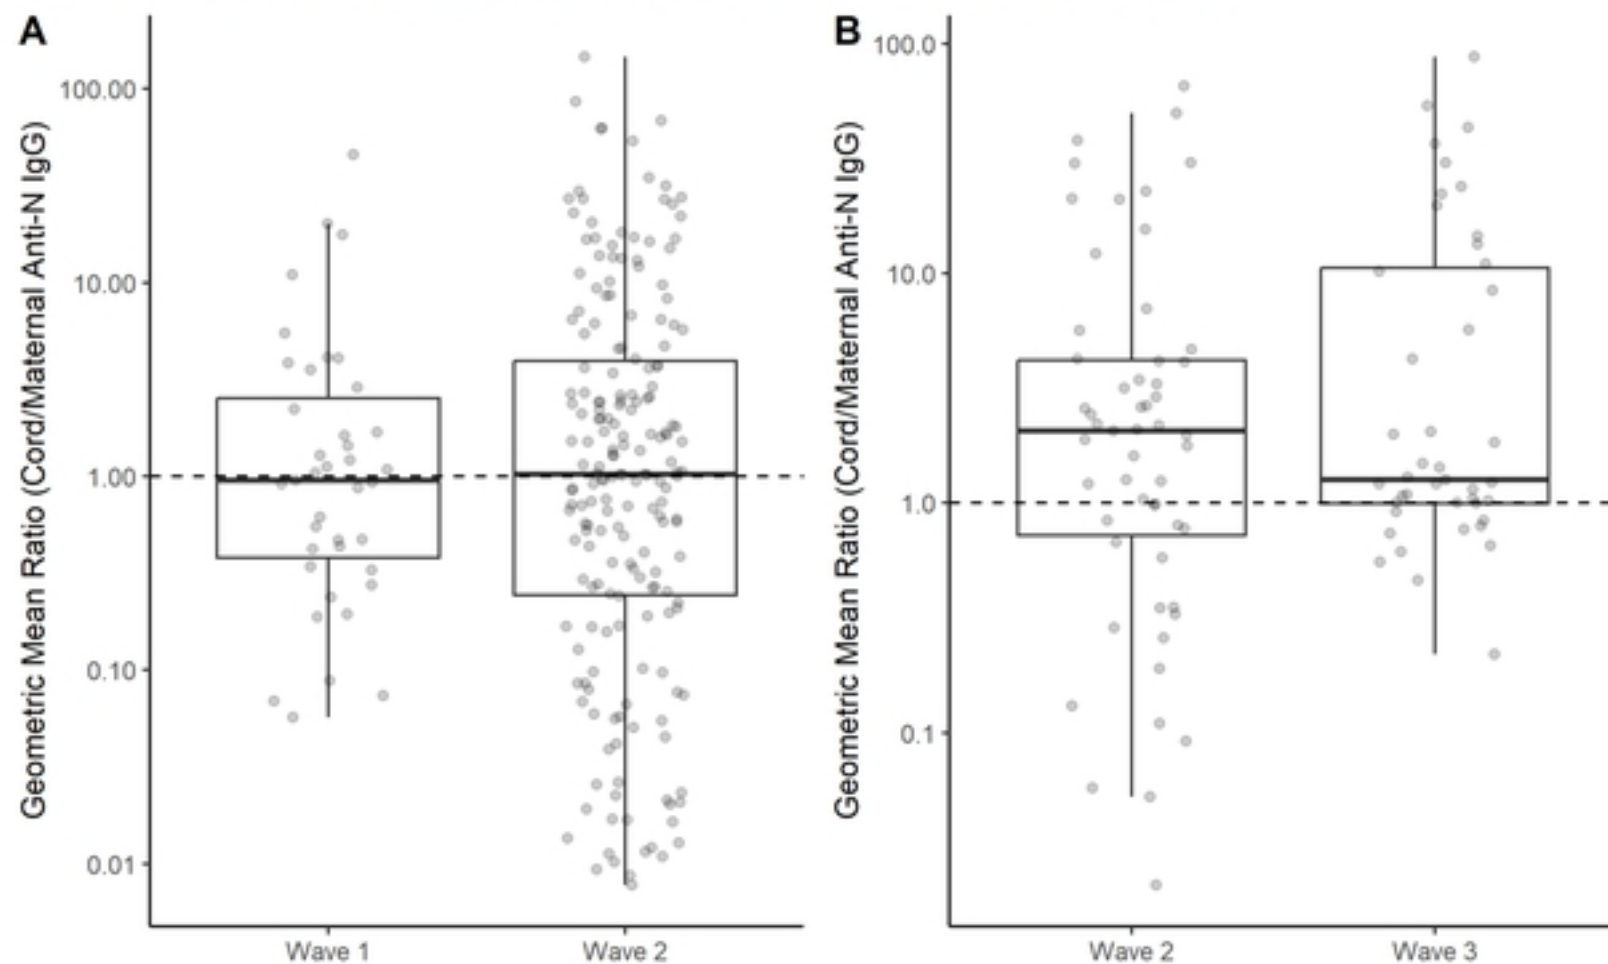 A
Geometric Mean Ratio (Cord/Maternal Anti-N IgG)
100.00
10.00
1.00
0.10
0.01
Wave 1 Wave 2
B
Geometric Mean Ratio (Cord/Maternal Anti-N IgG)
100.0
10.0
1.0
0.1
Wave 2 Wave 3